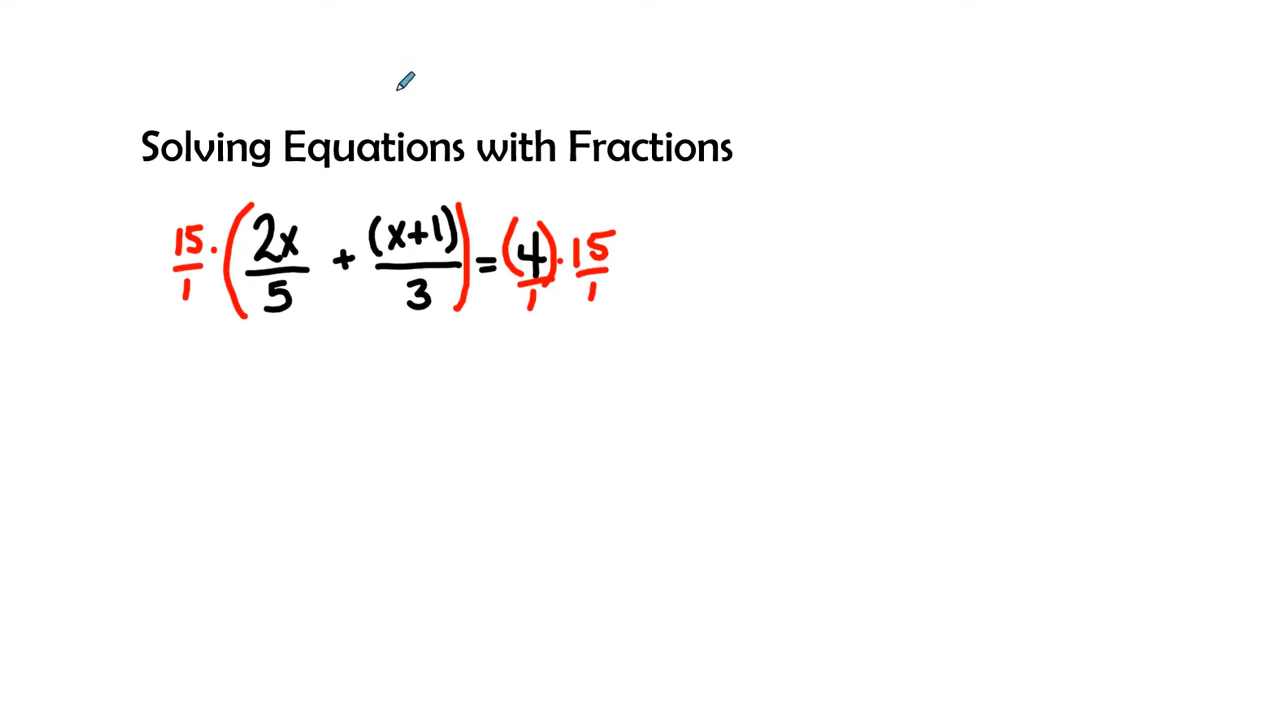 Solving Equations with Fractions
15/1 · (2x/5 + (x+1)/3) = (4/1) · 15/1